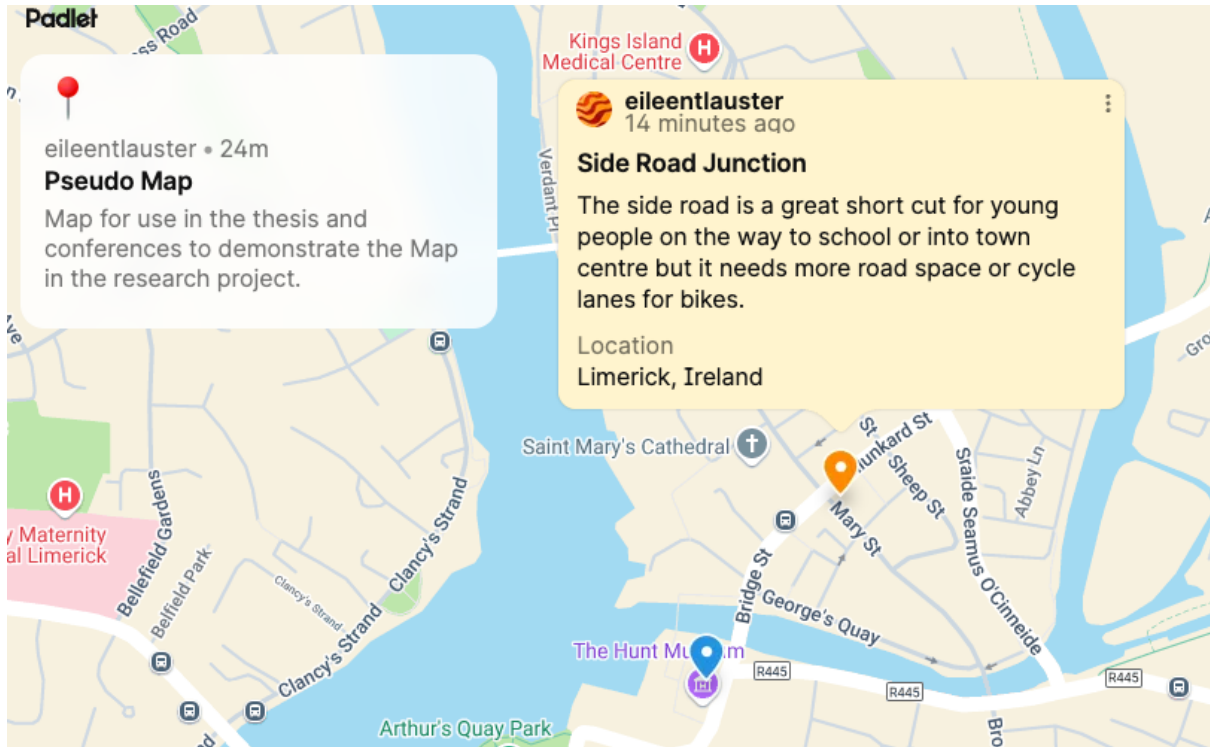 Padlet
eileentlauster • 24m
Pseudo Map
Map for use in the thesis and
conferences to demonstrate the Map
in the research project.
Kings Island
Medical Centre
eileentlauster
14 minutes ago
Side Road Junction
The side road is a great short cut for young
people on the way to school or into town
centre but it needs more road space or cycle
lanes for bikes.
Location
Limerick, Ireland
Saint Mary's Cathedral
St
Sheep St
Mary St
Bridge St
George's Quay
Sraide Seamus O'Cinneide
Abbey Ln
The Hunt
R445
R445
R445
Arthur's Quay Park
Bellefield Gardens
Belfield Park
Clancy's Strand
Clancy's Strand
Clancy's Strand
Maternity
Limerick
Road
Verdant Pl